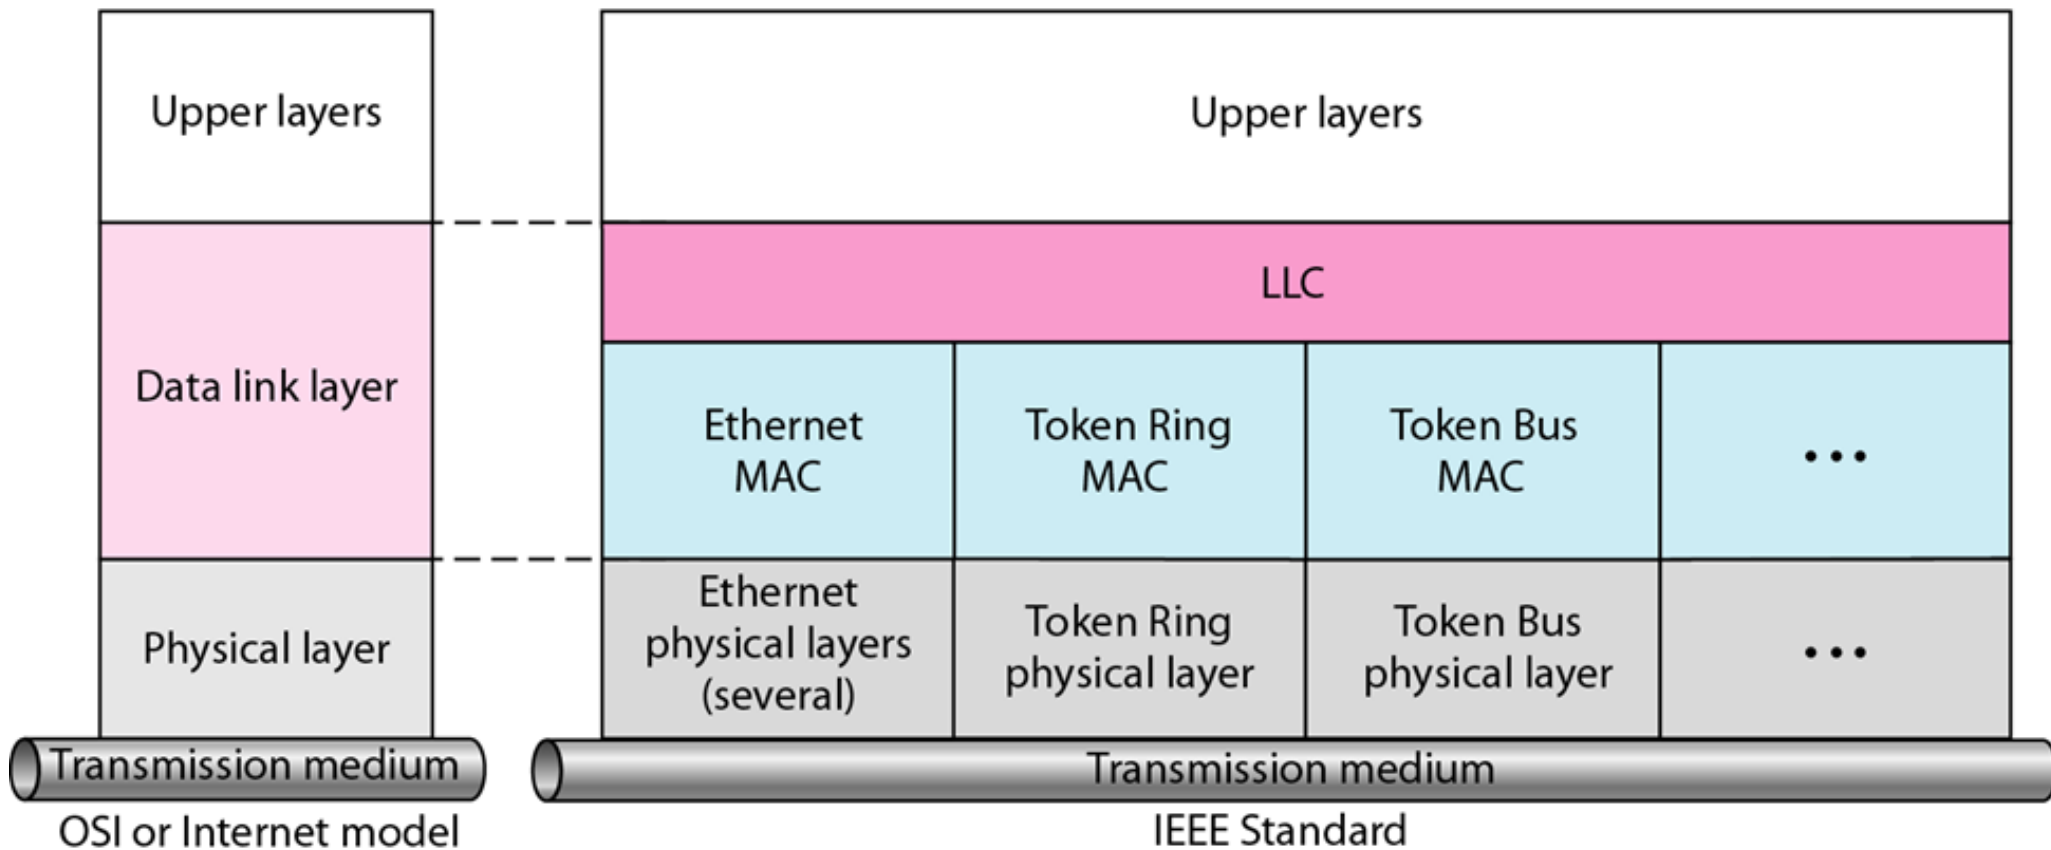 Upper layers
Upper layers
LLC
Data link layer
Ethernet
MAC
Token Ring
MAC
Token Bus
MAC
•••
Physical layer
Ethernet
physical layers
(several)
Token Ring
physical layer
Token Bus
physical layer
•••
Transmission medium
Transmission medium
OSI or Internet model
IEEE Standard